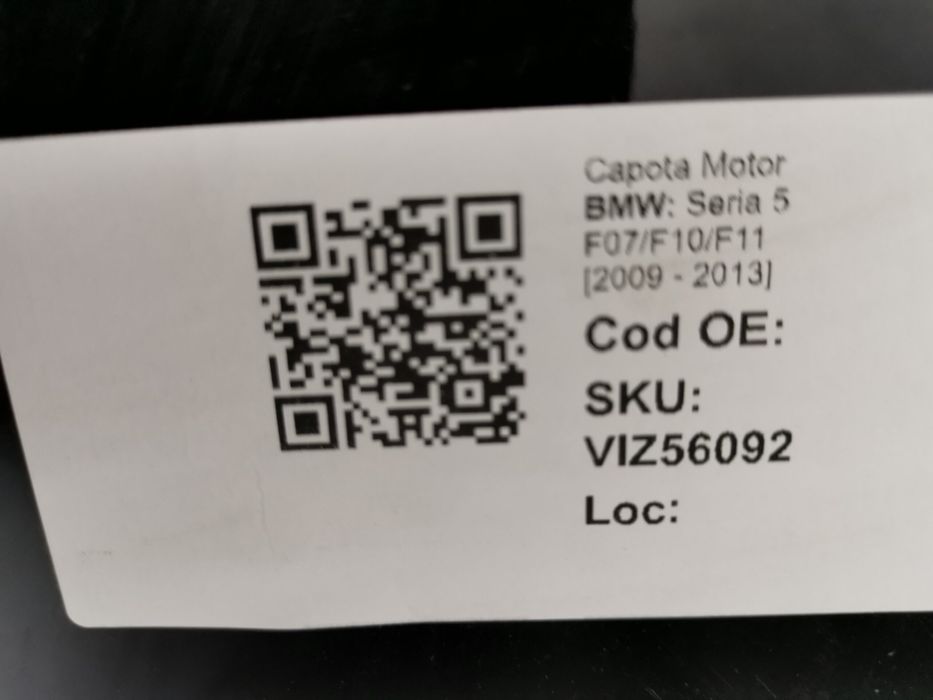 Capota Motor
BMW: Seria 5
F07/F10/F11
[2009 - 2013]
Cod OE:
SKU:
VIZ56092
Loc: